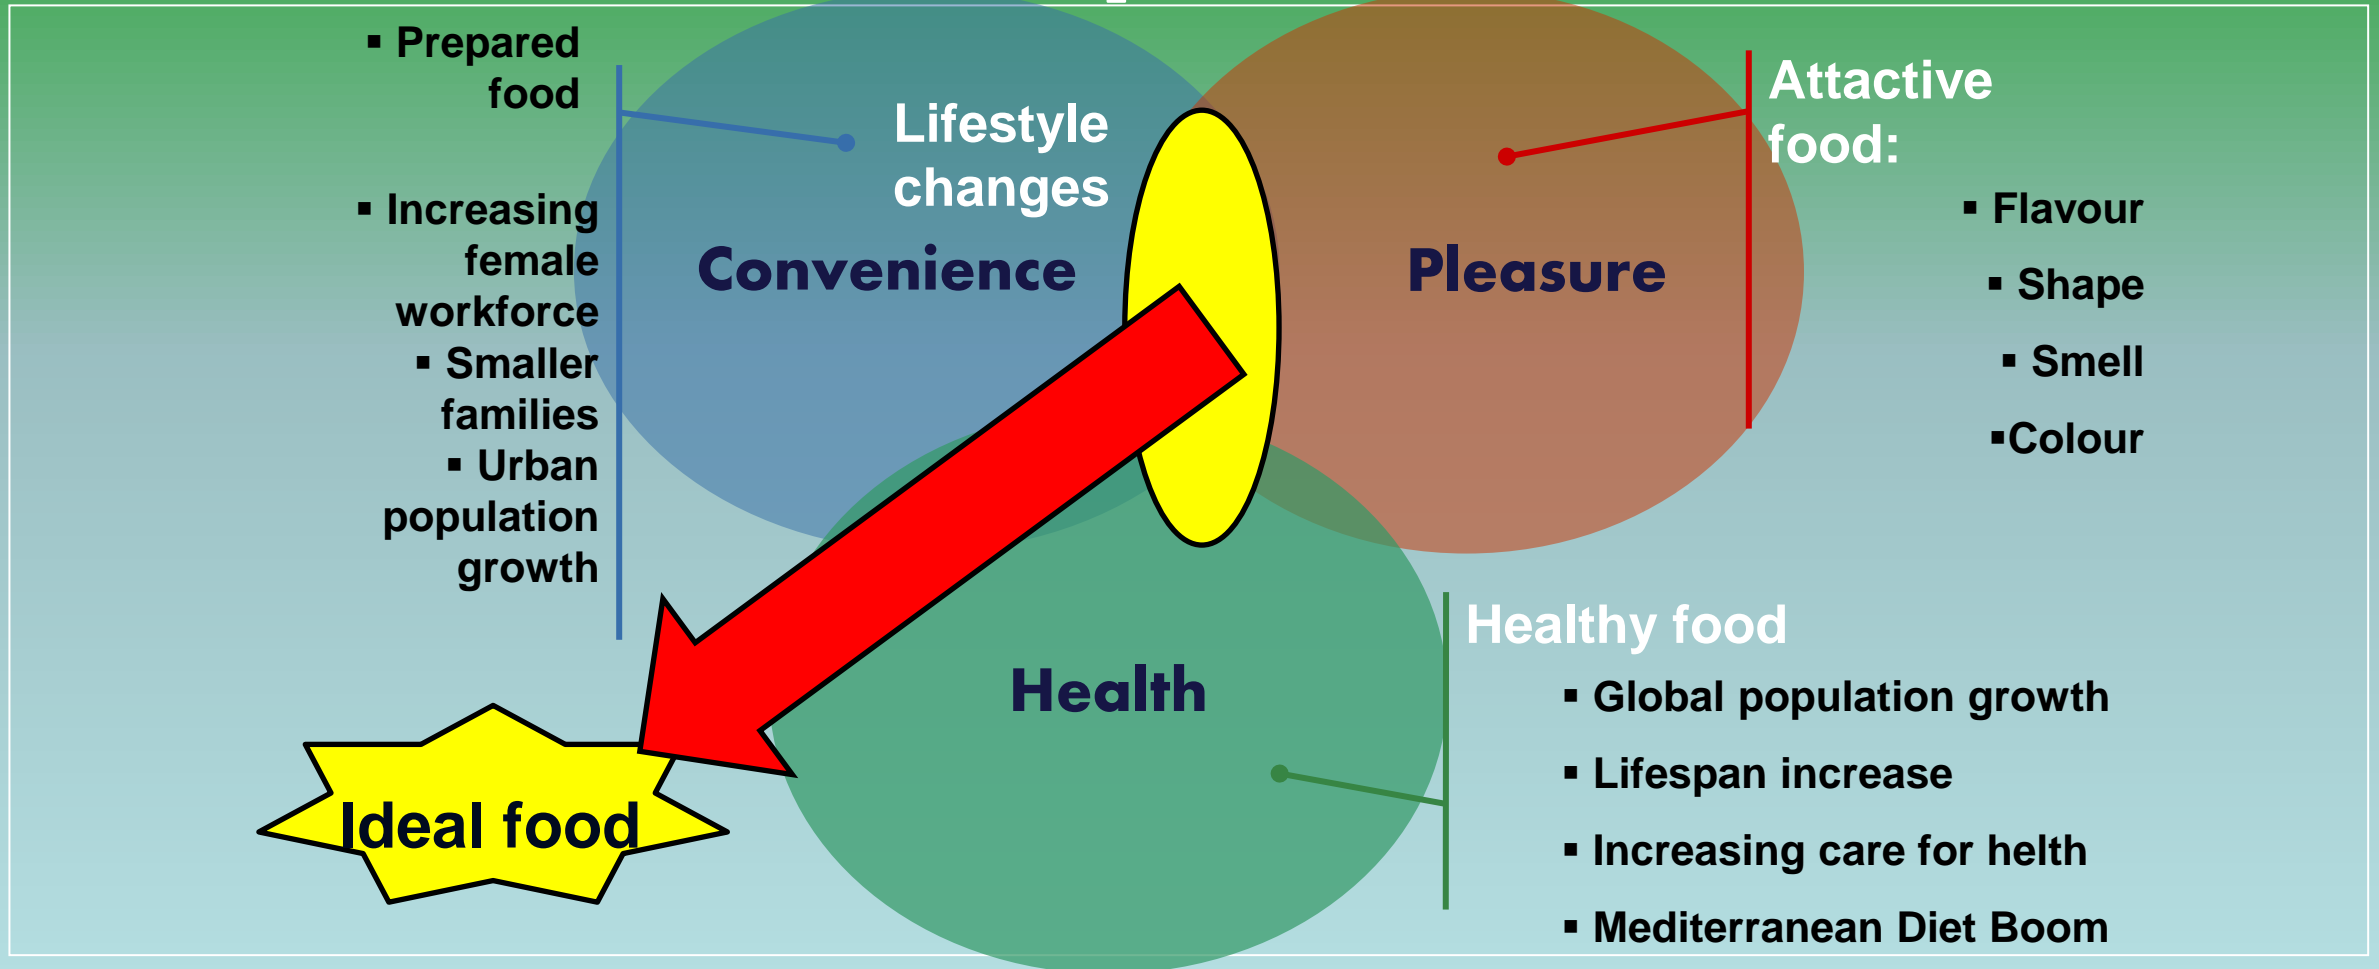 ▪ Prepared
food
▪ Increasing
female
workforce
▪ Smaller
families
▪ Urban
population
growth
Lifestyle
changes
Convenience
Pleasure
Attactive
food:
▪ Flavour
▪ Shape
▪ Smell
▪Colour
Health
Healthy food
▪ Global population growth
▪ Lifespan increase
▪ Increasing care for helth
▪ Mediterranean Diet Boom
Ideal food